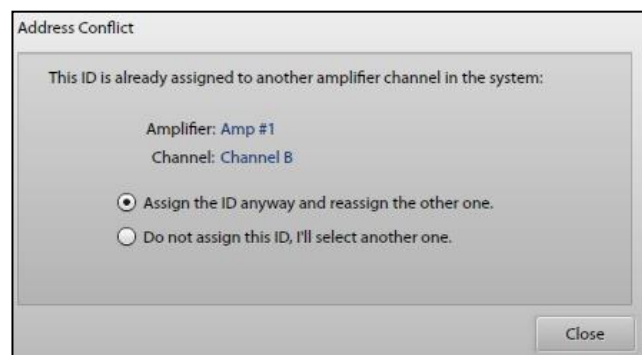 Address Conflict
This ID is already assigned to another amplifier channel in the system:
Amplifier: Amp #1
Channel: Channel B
Assign the ID anyway and reassign the other one.
Do not assign this ID, I'll select another one.
Close